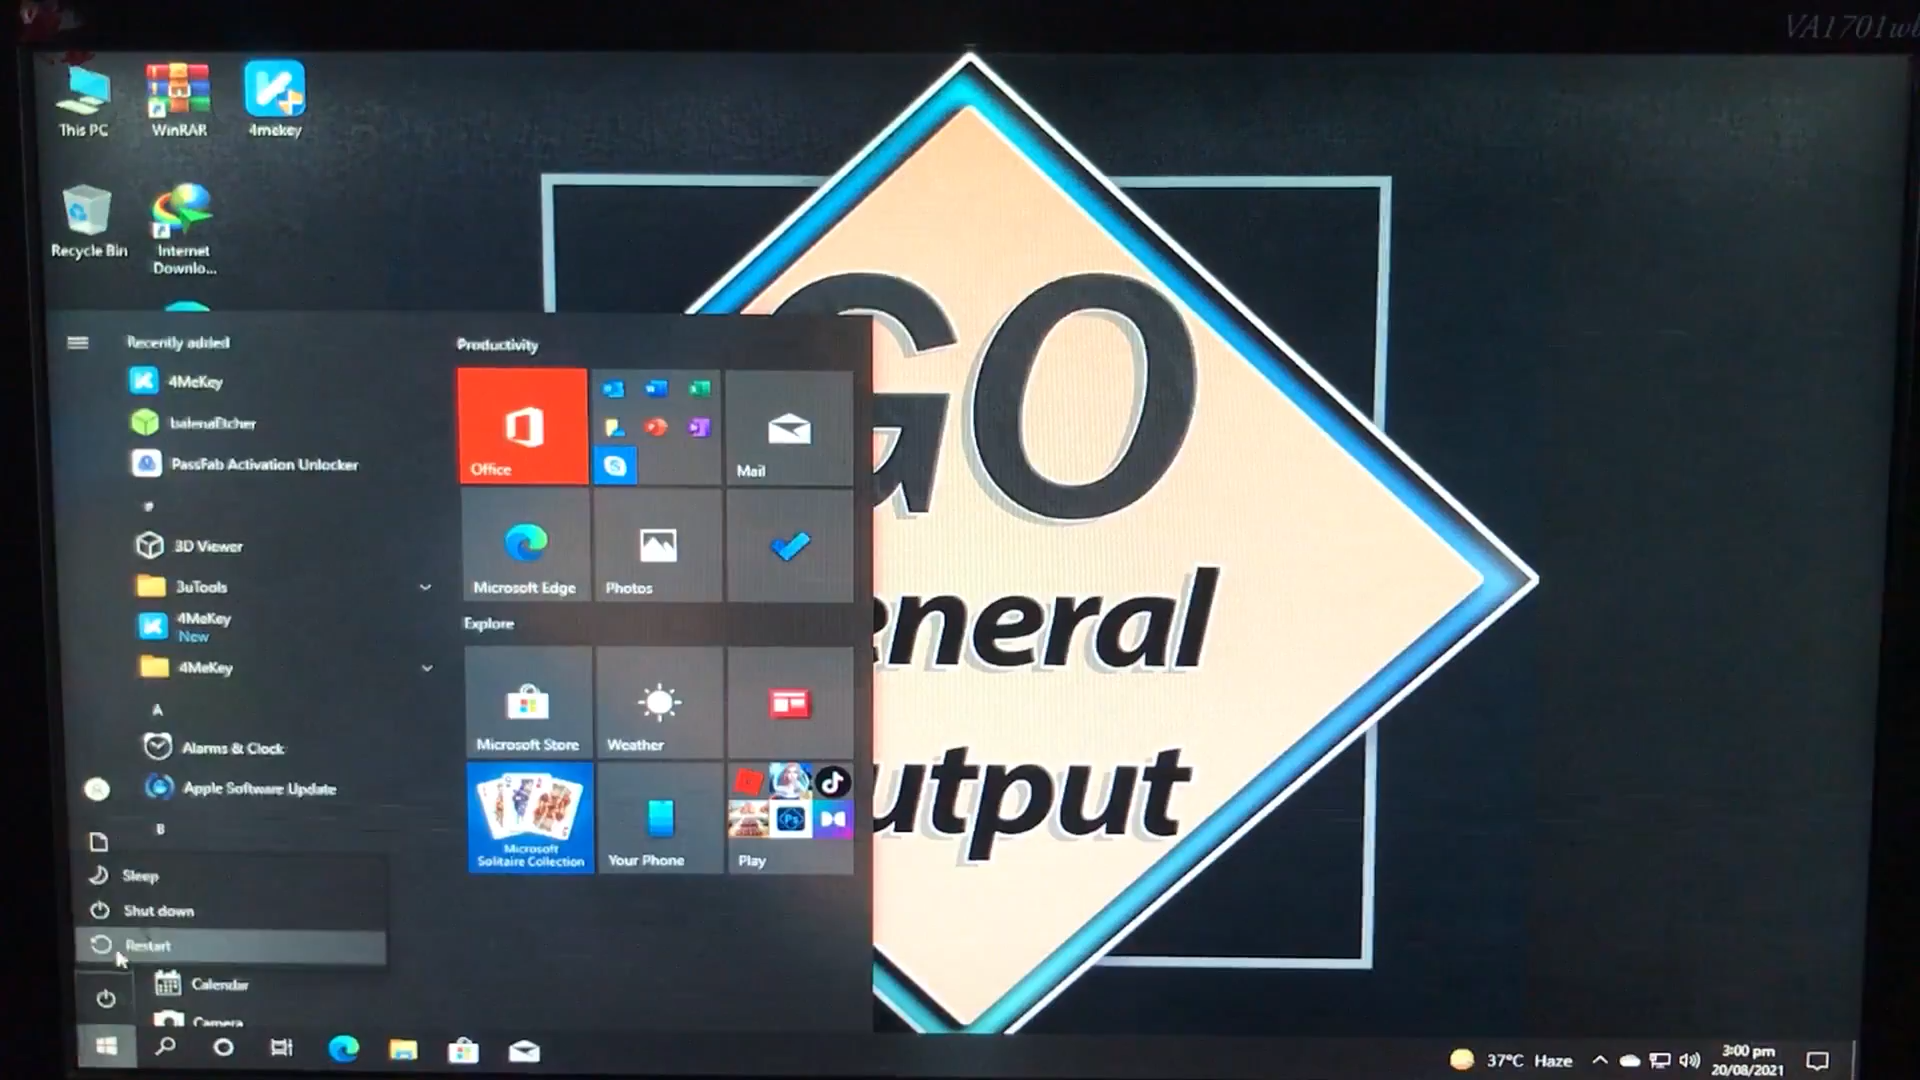 VA1701wb
This PC
WinRAR
4mekey
Recycle Bin
Internet
Downlo...
GO
eneral
utput
Recently added
4MeKey
balenaEtcher
PassFab Activation Unlocker
#
3D Viewer
3uTools
4MeKey
New
4MeKey
A
Alarms & Clock
Apple Software Update
B
Sleep
Shut down
Restart
Calendar
Camera
Productivity
Office
Mail
Microsoft Edge
Photos
Explore
Microsoft Store
Weather
Microsoft
Solitaire Collection
Your Phone
Play
37°C Haze
3:00 pm
20/08/2021